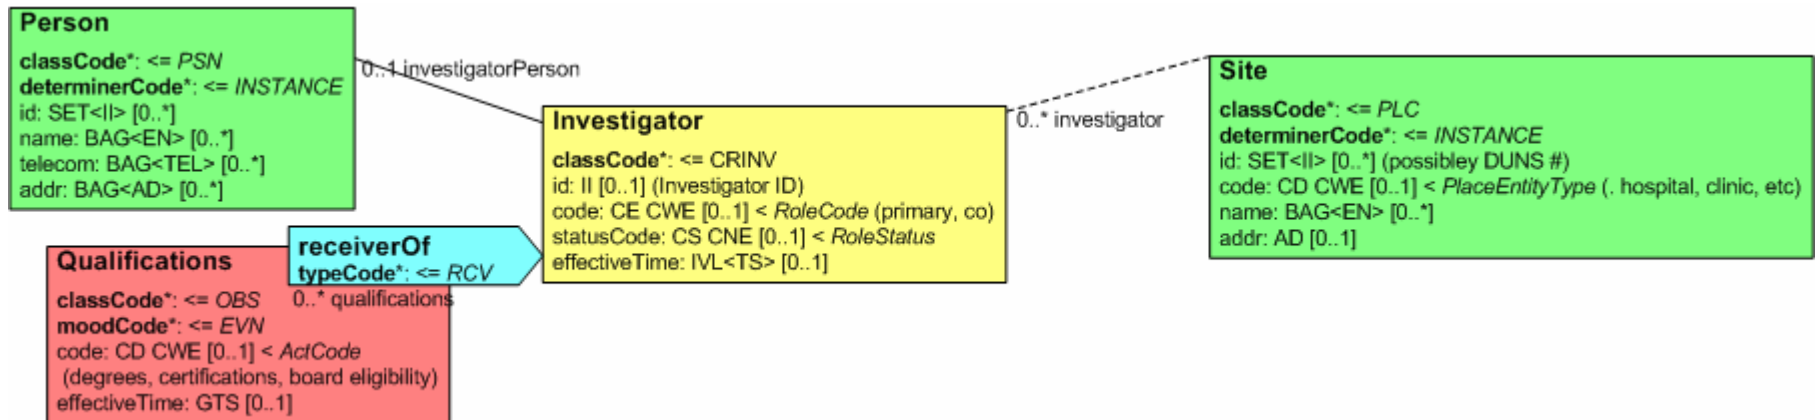 Person
classCode*: <= PSN
determinerCode*: <= INSTANCE
id: SET<II> [0..*]
name: BAG<EN> [0..*]
telecom: BAG<TEL> [0..*]
addr: BAG<AD> [0..*]
0..1 investigatorPerson
Investigator
classCode*: <= CRINV
id: II [0..1] (Investigator ID)
code: CE CWE [0..1] < RoleCode (primary, co)
statusCode: CS CNE [0..1] < RoleStatus
effectiveTime: IVL<TS> [0..1]
0..* investigator
Site
classCode*: <= PLC
determinerCode*: <= INSTANCE
id: SET<II> [0..*] (possibley DUNS #)
code: CD CWE [0..1] < PlaceEntityType (. hospital, clinic, etc)
name: BAG<EN> [0..*]
addr: AD [0..1]
receiverOf
typeCode*: <= RCV
0..* qualifications
Qualifications
classCode*: <= OBS
moodCode*: <= EVN
code: CD CWE [0..1] < ActCode
(degrees, certifications, board eligibility)
effectiveTime: GTS [0..1]